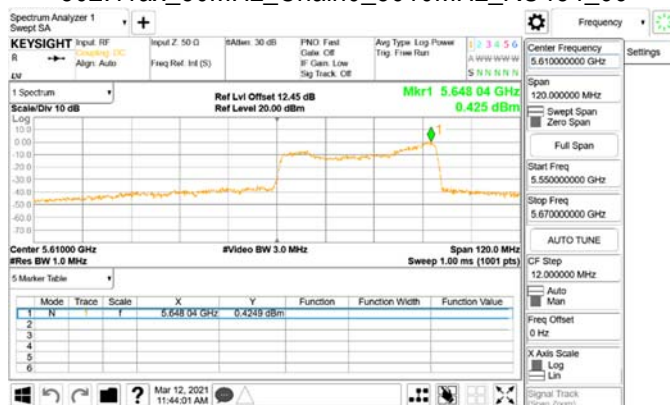 Spectrum Analyzer 1
Swept SA
Frequency
Settings
KEYSIGHT
Input: RF
Coupling: DC
Align: Auto
Input Z: 50 Ω
Freq Ref: Int (S)
#Atten: 30 dB
PNO: Fast
Gate: Off
IF Gain: Low
Sig Track: Off
Avg Type: Log-Power
Trig: Free Run
1 2 3 4 5 6
A W W W W W
S N N N N N
R
LXI
1 Spectrum
Scale/Div 10 dB
Log
Ref Lvl Offset 12.45 dB
Ref Level 20.00 dBm
Mkr1 5.648 04 GHz
0.425 dBm
1
10.0
0.00
-10.0
-20.0
-30.0
-40.0
-50.0
-60.0
-70.0
Center 5.61000 GHz
#Res BW 1.0 MHz
#Video BW 3.0 MHz
Span 120.0 MHz
Sweep 1.00 ms (1001 pts)
5 Marker Table
Mode Trace Scale X Y Function Function Width Function Value
1 N 1 f 5.648 04 GHz 0.4249 dBm
2
3
4
5
6
Mar 12, 2021
11:44:01 AM
Center Frequency
5.610000000 GHz
Span
120.000000 MHz
Swept Span
Zero Span
Full Span
Start Freq
5.550000000 GHz
Stop Freq
5.670000000 GHz
AUTO TUNE
CF Step
12.000000 MHz
Auto
Man
Freq Offset
0 Hz
X Axis Scale
Log
Lin
Signal Track
(Span Zoom)